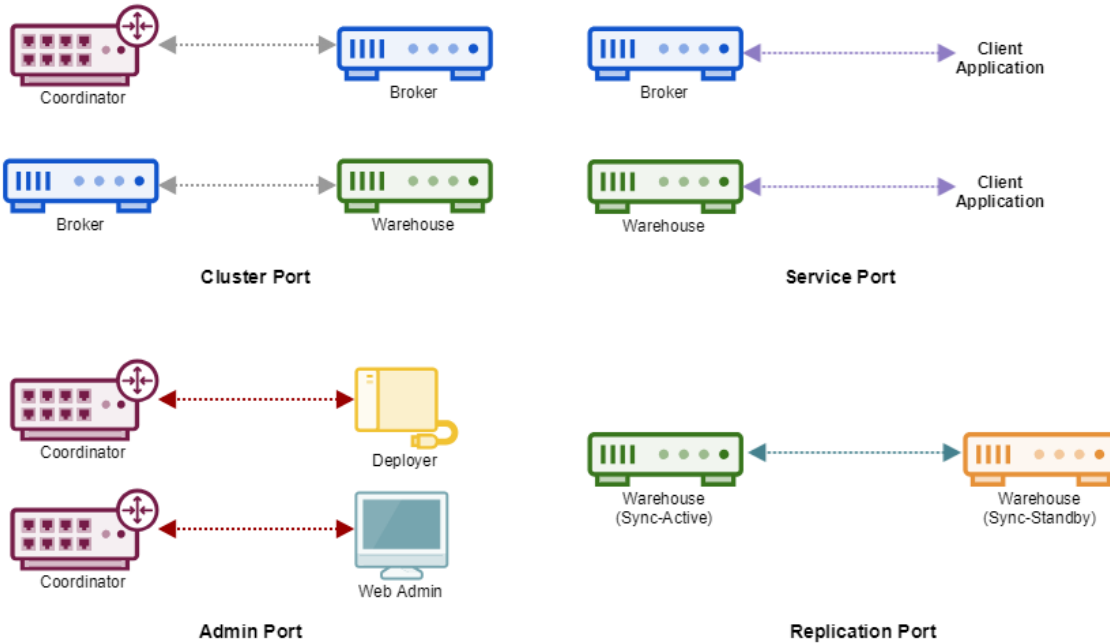 Coordinator
Broker
Broker
Warehouse
Cluster Port
Broker
Client
Application
Warehouse
Client
Application
Service Port
Coordinator
Deployer
Coordinator
Web Admin
Admin Port
Warehouse
(Sync-Active)
Warehouse
(Sync-Standby)
Replication Port